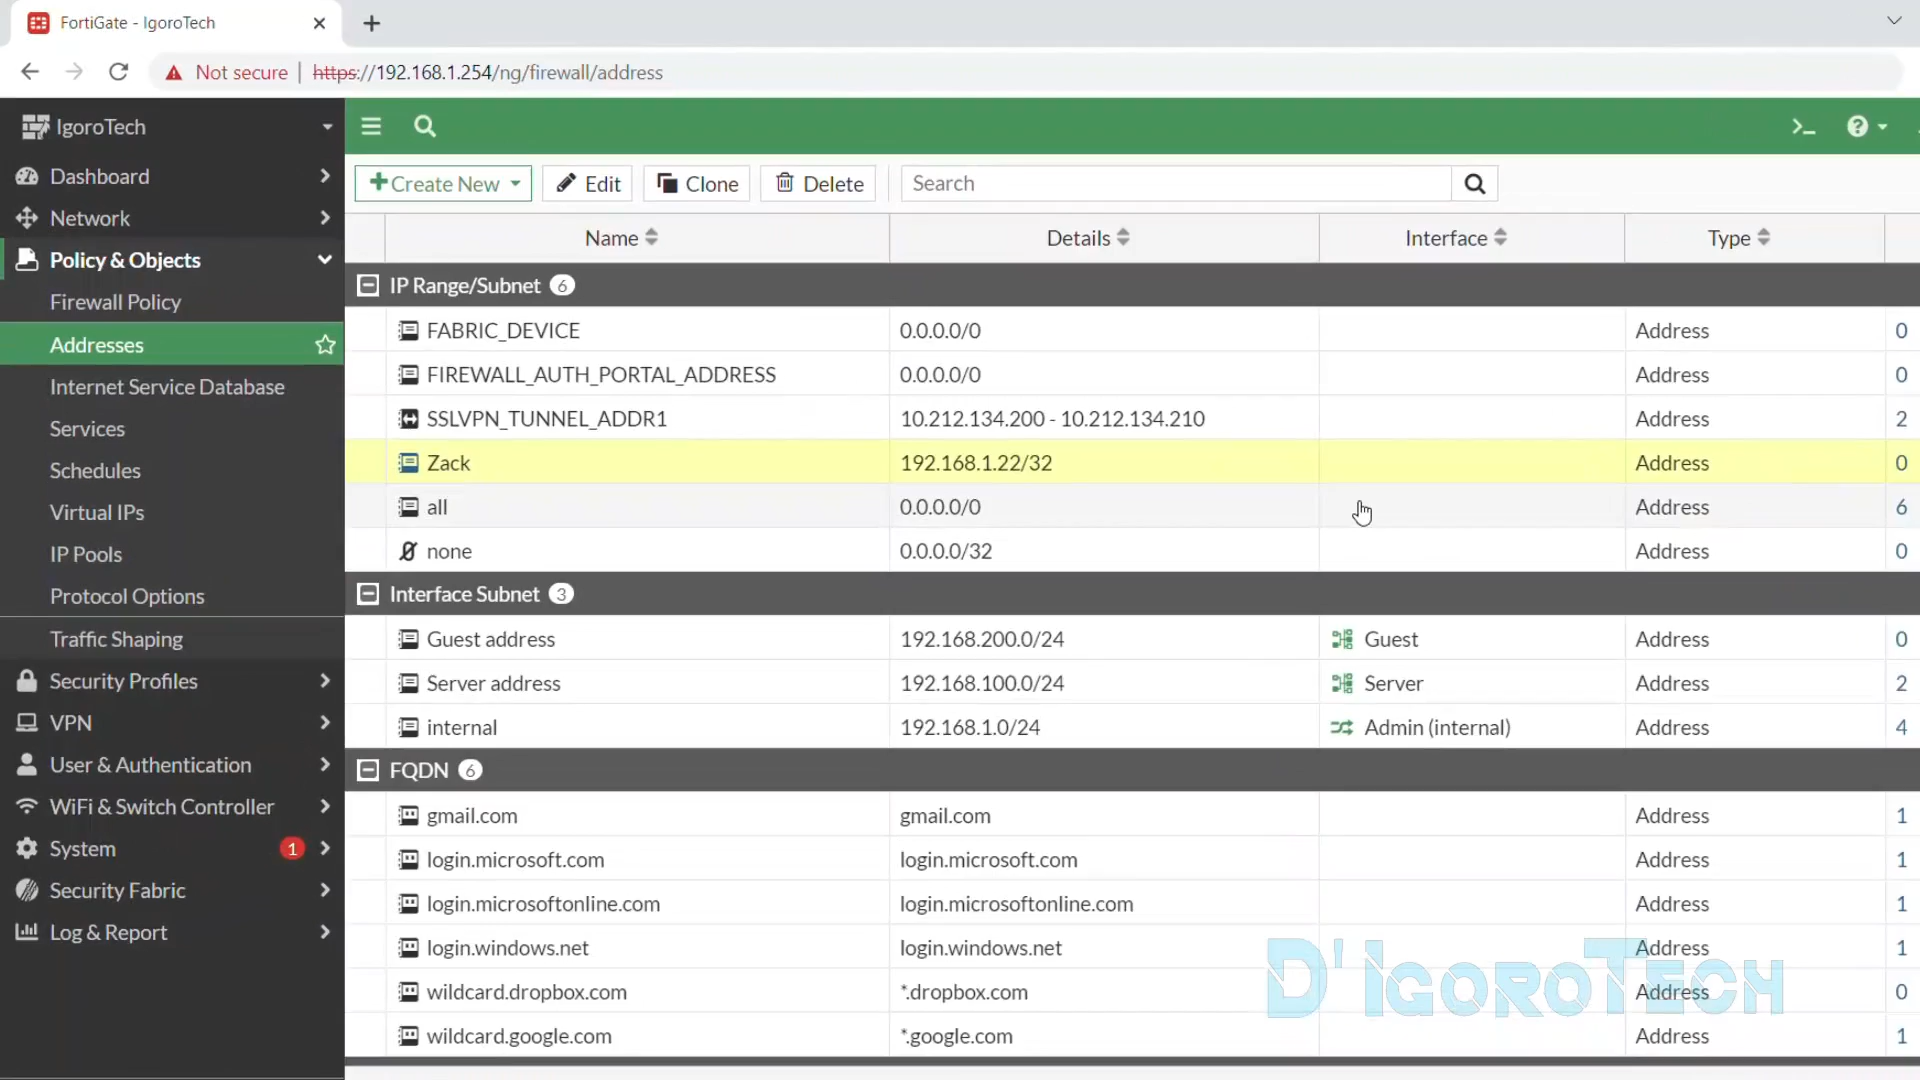 FortiGate - IgoroTech
Not secure | https://192.168.1.254/ng/firewall/address
IgoroTech
Dashboard
Network
Policy & Objects
Firewall Policy
Addresses
Internet Service Database
Services
Schedules
Virtual IPs
IP Pools
Protocol Options
Traffic Shaping
Security Profiles
VPN
User & Authentication
WiFi & Switch Controller
System 1
Security Fabric
Log & Report
Create New Edit Clone Delete Search
Name Details Interface Type
IP Range/Subnet 6
FABRIC_DEVICE 0.0.0.0/0 Address 0
FIREWALL_AUTH_PORTAL_ADDRESS 0.0.0.0/0 Address 0
SSLVPN_TUNNEL_ADDR1 10.212.134.200 - 10.212.134.210 Address 2
Zack 192.168.1.22/32 Address 0
all 0.0.0.0/0 Address 6
none 0.0.0.0/32 Address 0
Interface Subnet 3
Guest address 192.168.200.0/24 Guest Address 0
Server address 192.168.100.0/24 Server Address 2
internal 192.168.1.0/24 Admin (internal) Address 4
FQDN 6
gmail.com gmail.com Address 1
login.microsoft.com login.microsoft.com Address 1
login.microsoftonline.com login.microsoftonline.com Address 1
login.windows.net login.windows.net Address 1
wildcard.dropbox.com *.dropbox.com Address 0
wildcard.google.com *.google.com Address 1
D'IGOROTECH